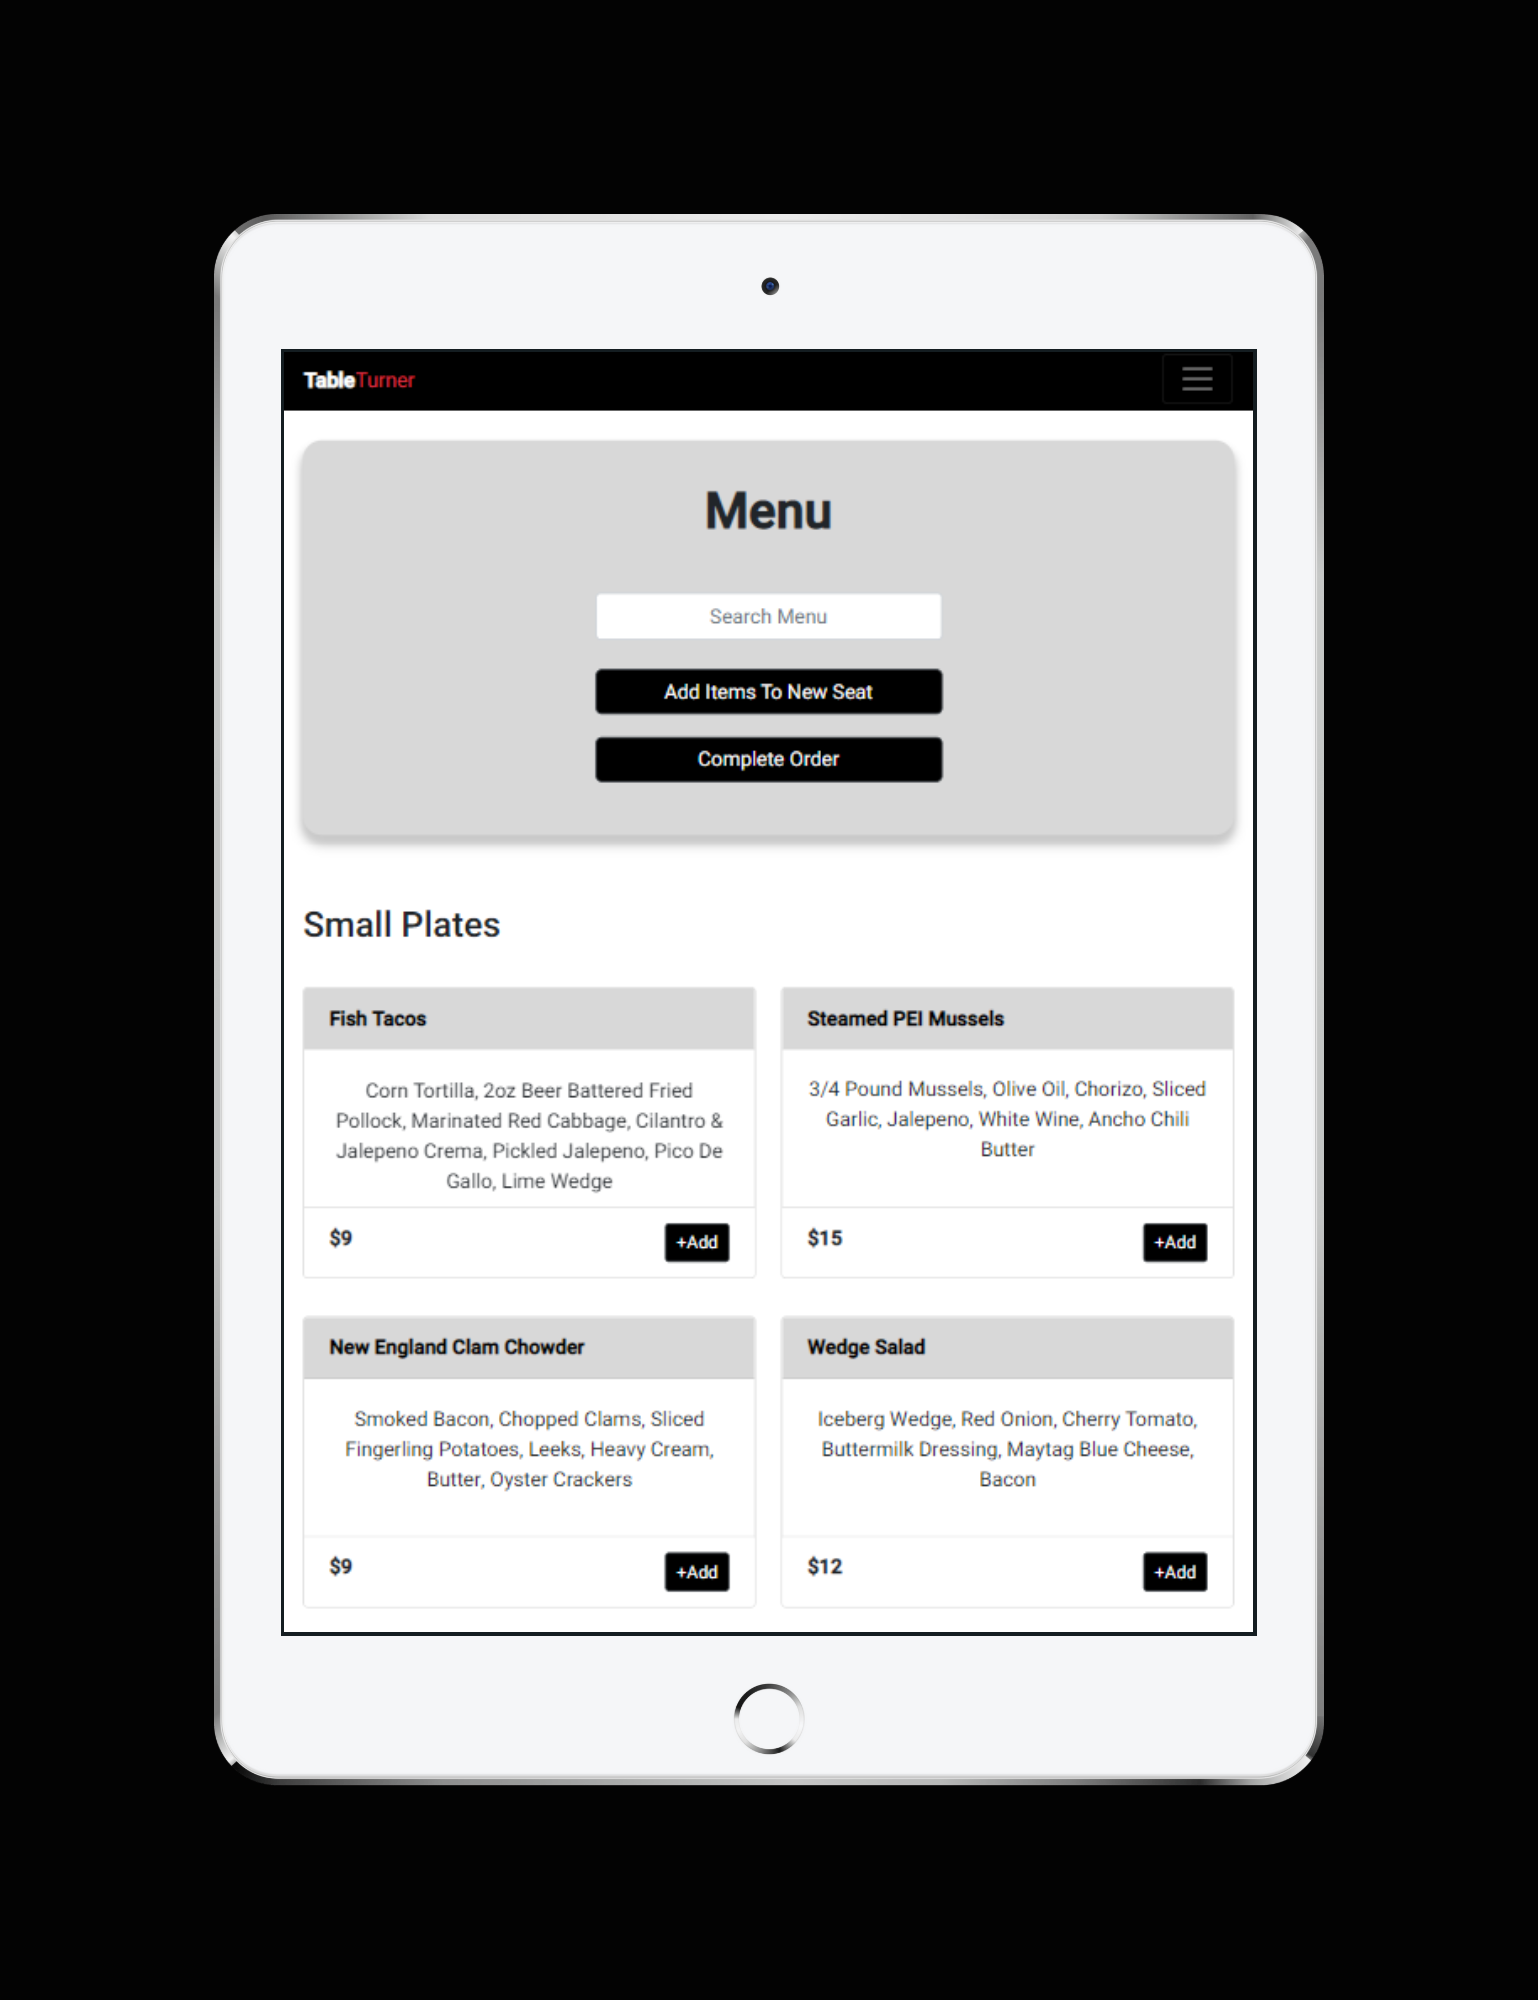 TableTurner
Menu
Search Menu
Add Items To New Seat
Complete Order
Small Plates
Fish Tacos
Corn Tortilla, 2oz Beer Battered Fried
Pollock, Marinated Red Cabbage, Cilantro &
Jalepeno Crema, Pickled Jalepeno, Pico De
Gallo, Lime Wedge
$9
+Add
Steamed PEI Mussels
3/4 Pound Mussels, Olive Oil, Chorizo, Sliced
Garlic, Jalepeno, White Wine, Ancho Chili
Butter
$15
+Add
New England Clam Chowder
Smoked Bacon, Chopped Clams, Sliced
Fingerling Potatoes, Leeks, Heavy Cream,
Butter, Oyster Crackers
$9
+Add
Wedge Salad
Iceberg Wedge, Red Onion, Cherry Tomato,
Buttermilk Dressing, Maytag Blue Cheese,
Bacon
$12
+Add